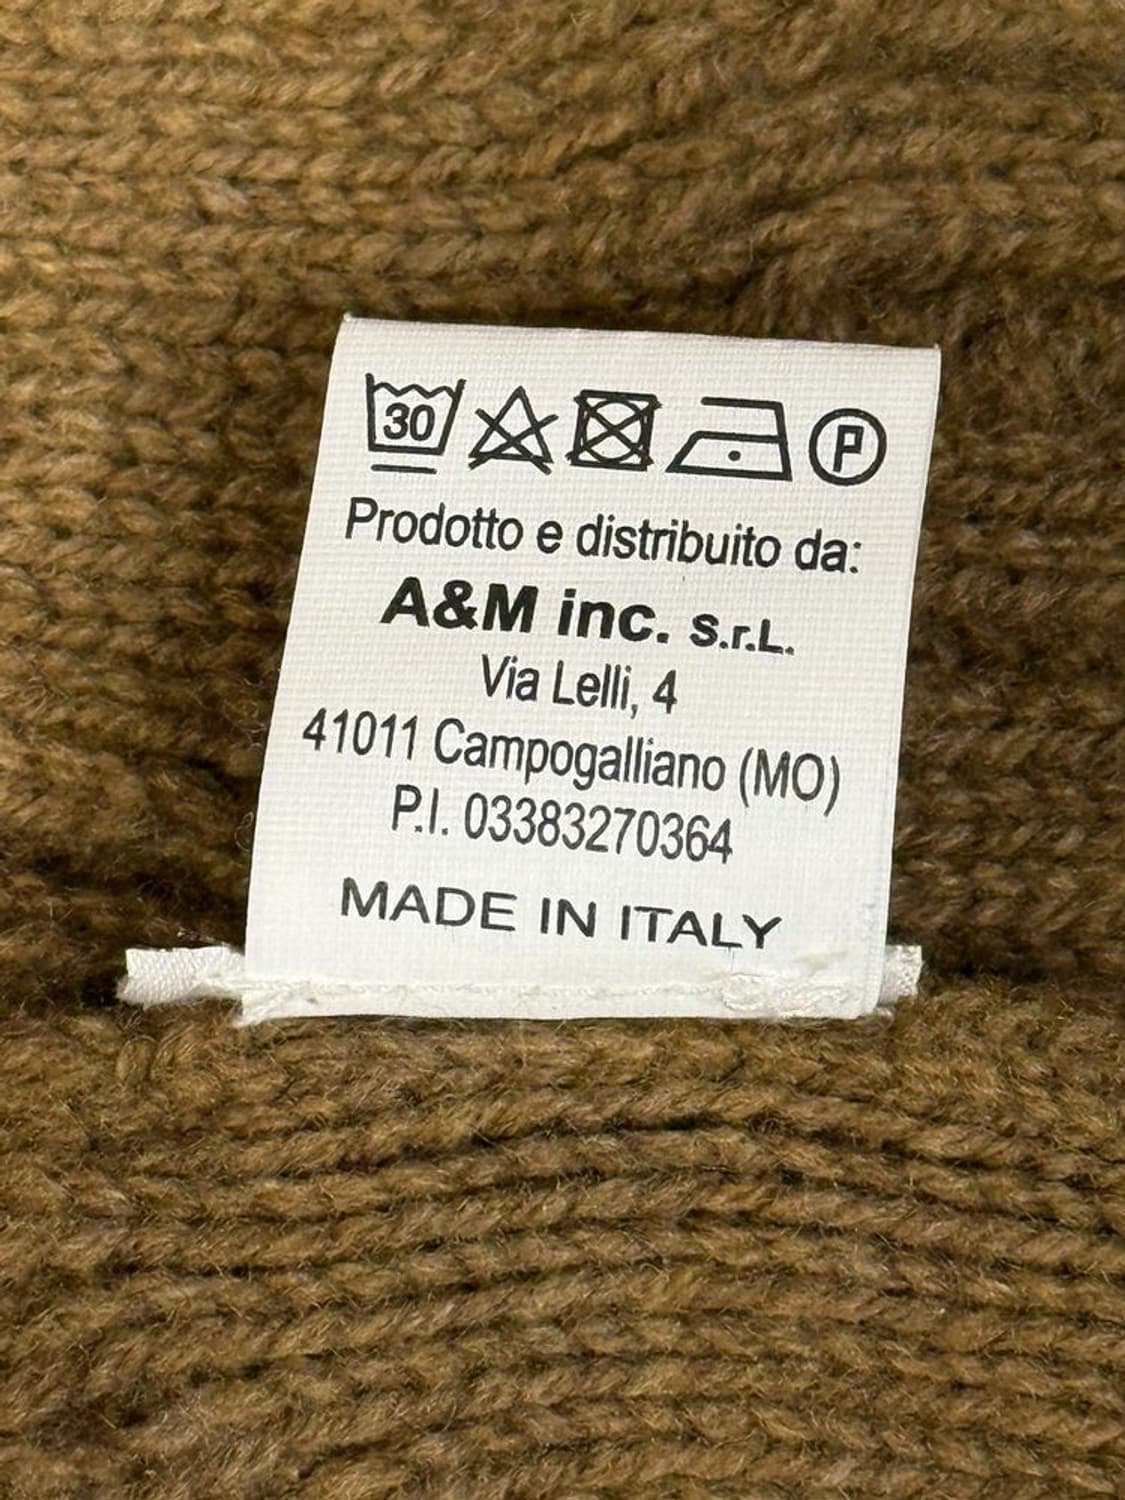 30 P
Prodotto e distribuito da:
A&M inc. s.r.L.
Via Lelli, 4
41011 Campogalliano (MO)
P.I. 03383270364
MADE IN ITALY